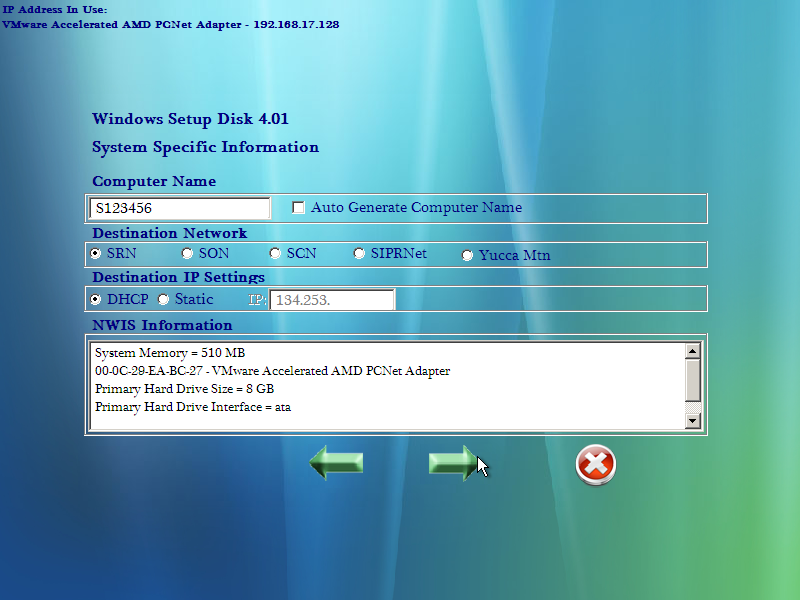 IP Address In Use:
VMware Accelerated AMD PCNet Adapter - 192.168.17.128
Windows Setup Disk 4.01
System Specific Information
Computer Name
S123456 Auto Generate Computer Name
Destination Network
SRN SON SCN SIPRNet Yucca Mtn
Destination IP Settings
DHCP Static IP: 134.253.
NWIS Information
System Memory = 510 MB
00-0C-29-EA-BC-27 - VMware Accelerated AMD PCNet Adapter
Primary Hard Drive Size = 8 GB
Primary Hard Drive Interface = ata